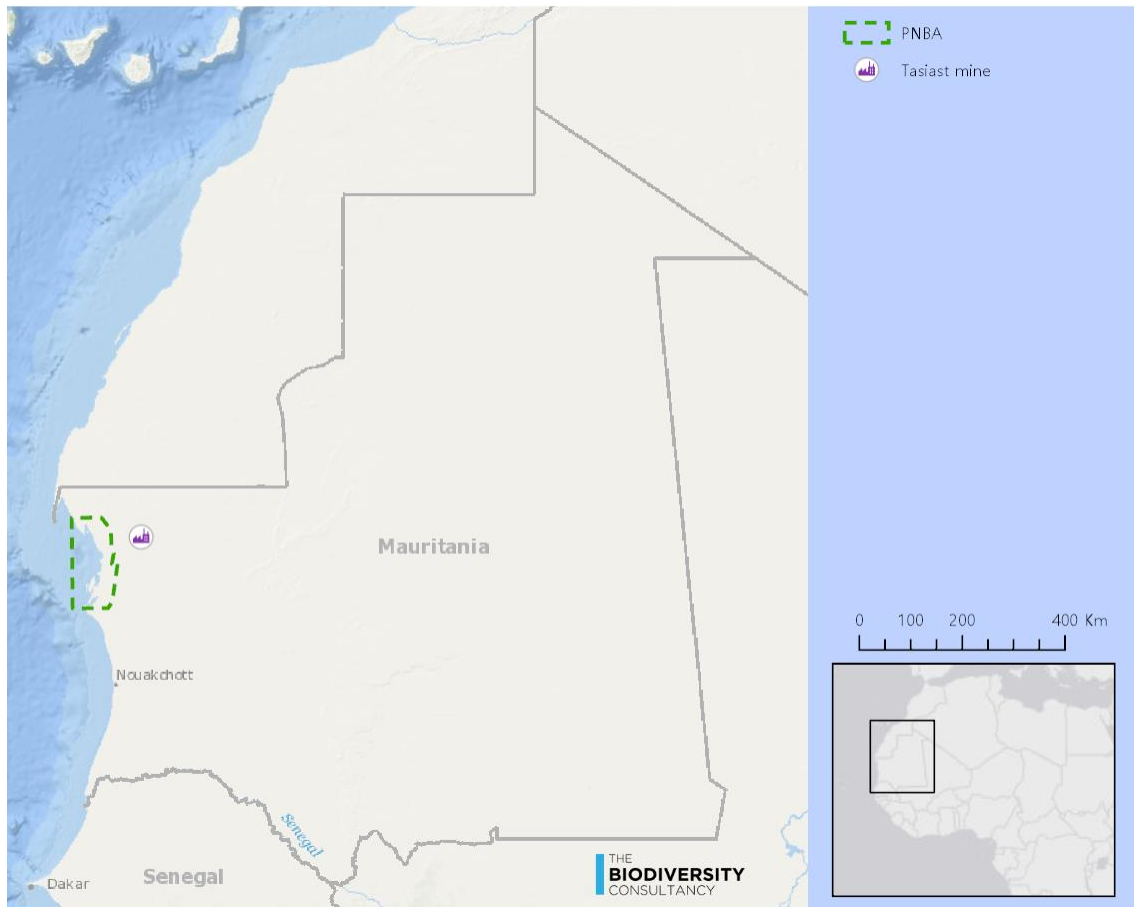 PNBA
Tasiast mine
Mauritania
Nouakchott
Senegal
Dakar
Senegal
THE
BIODIVERSITY
CONSULTANCY
0 100 200 400 Km